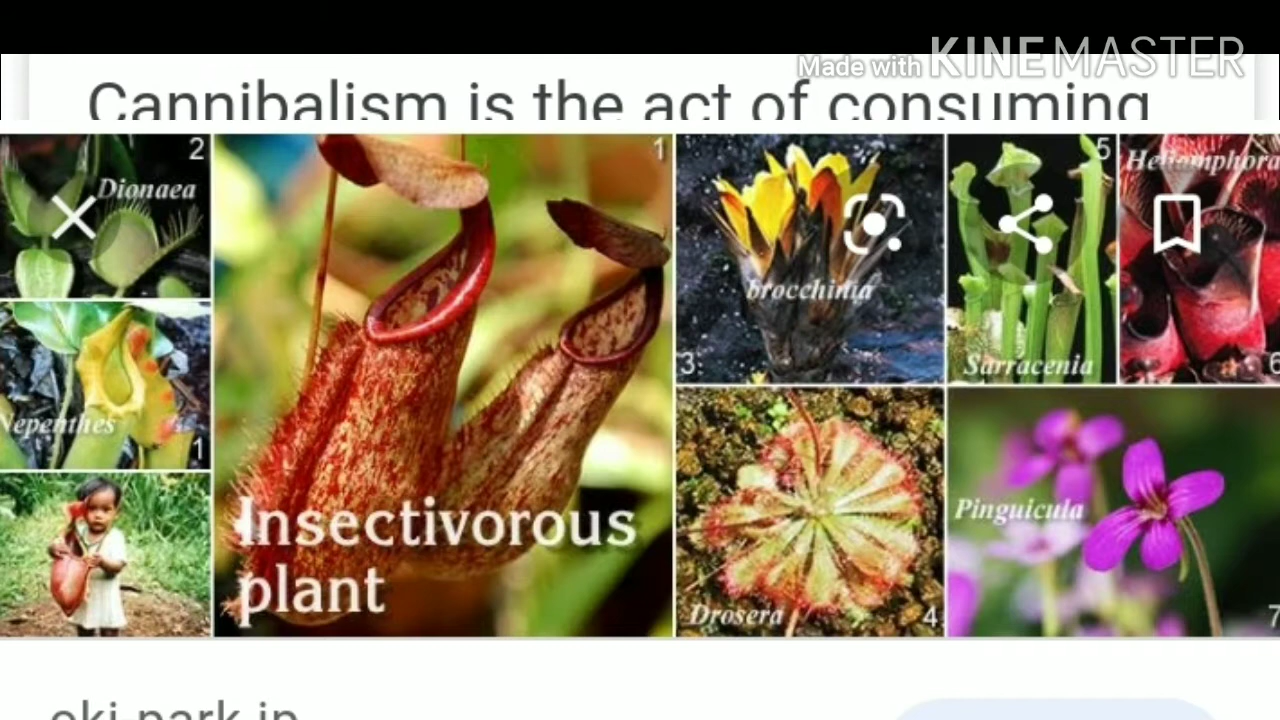 Made with KINEMASTER
Cannibalism is the act of consuming
2
Dionaea
Nepenthes
1
1
Insectivorous
plant
brocchinia
3
Drosera
4
5
Sarracenia
Heliamphora
6
Pinguicula
7